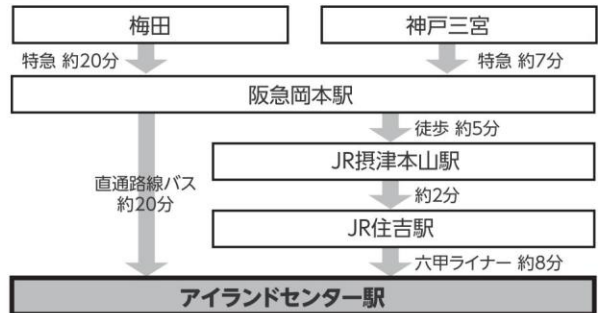 梅田
神戸三宮
特急 約20分
特急 約7分
阪急岡本駅
徒歩 約5分
JR摂津本山駅
直通路線バス
約20分
約2分
JR住吉駅
六甲ライナー 約8分
アイランドセンター駅